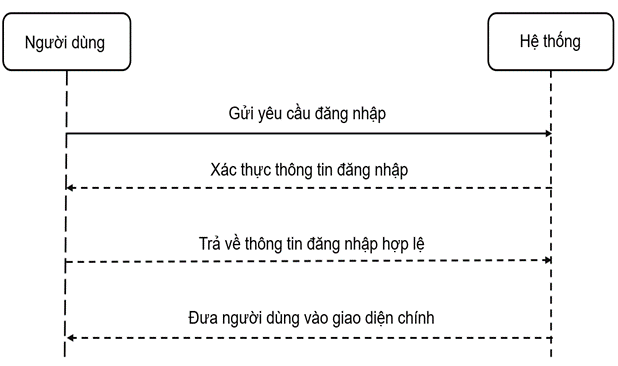 Người dùng
Hệ thống
Gửi yêu cầu đăng nhập
Xác thực thông tin đăng nhập
Trả về thông tin đăng nhập hợp lệ
Đưa người dùng vào giao diện chính